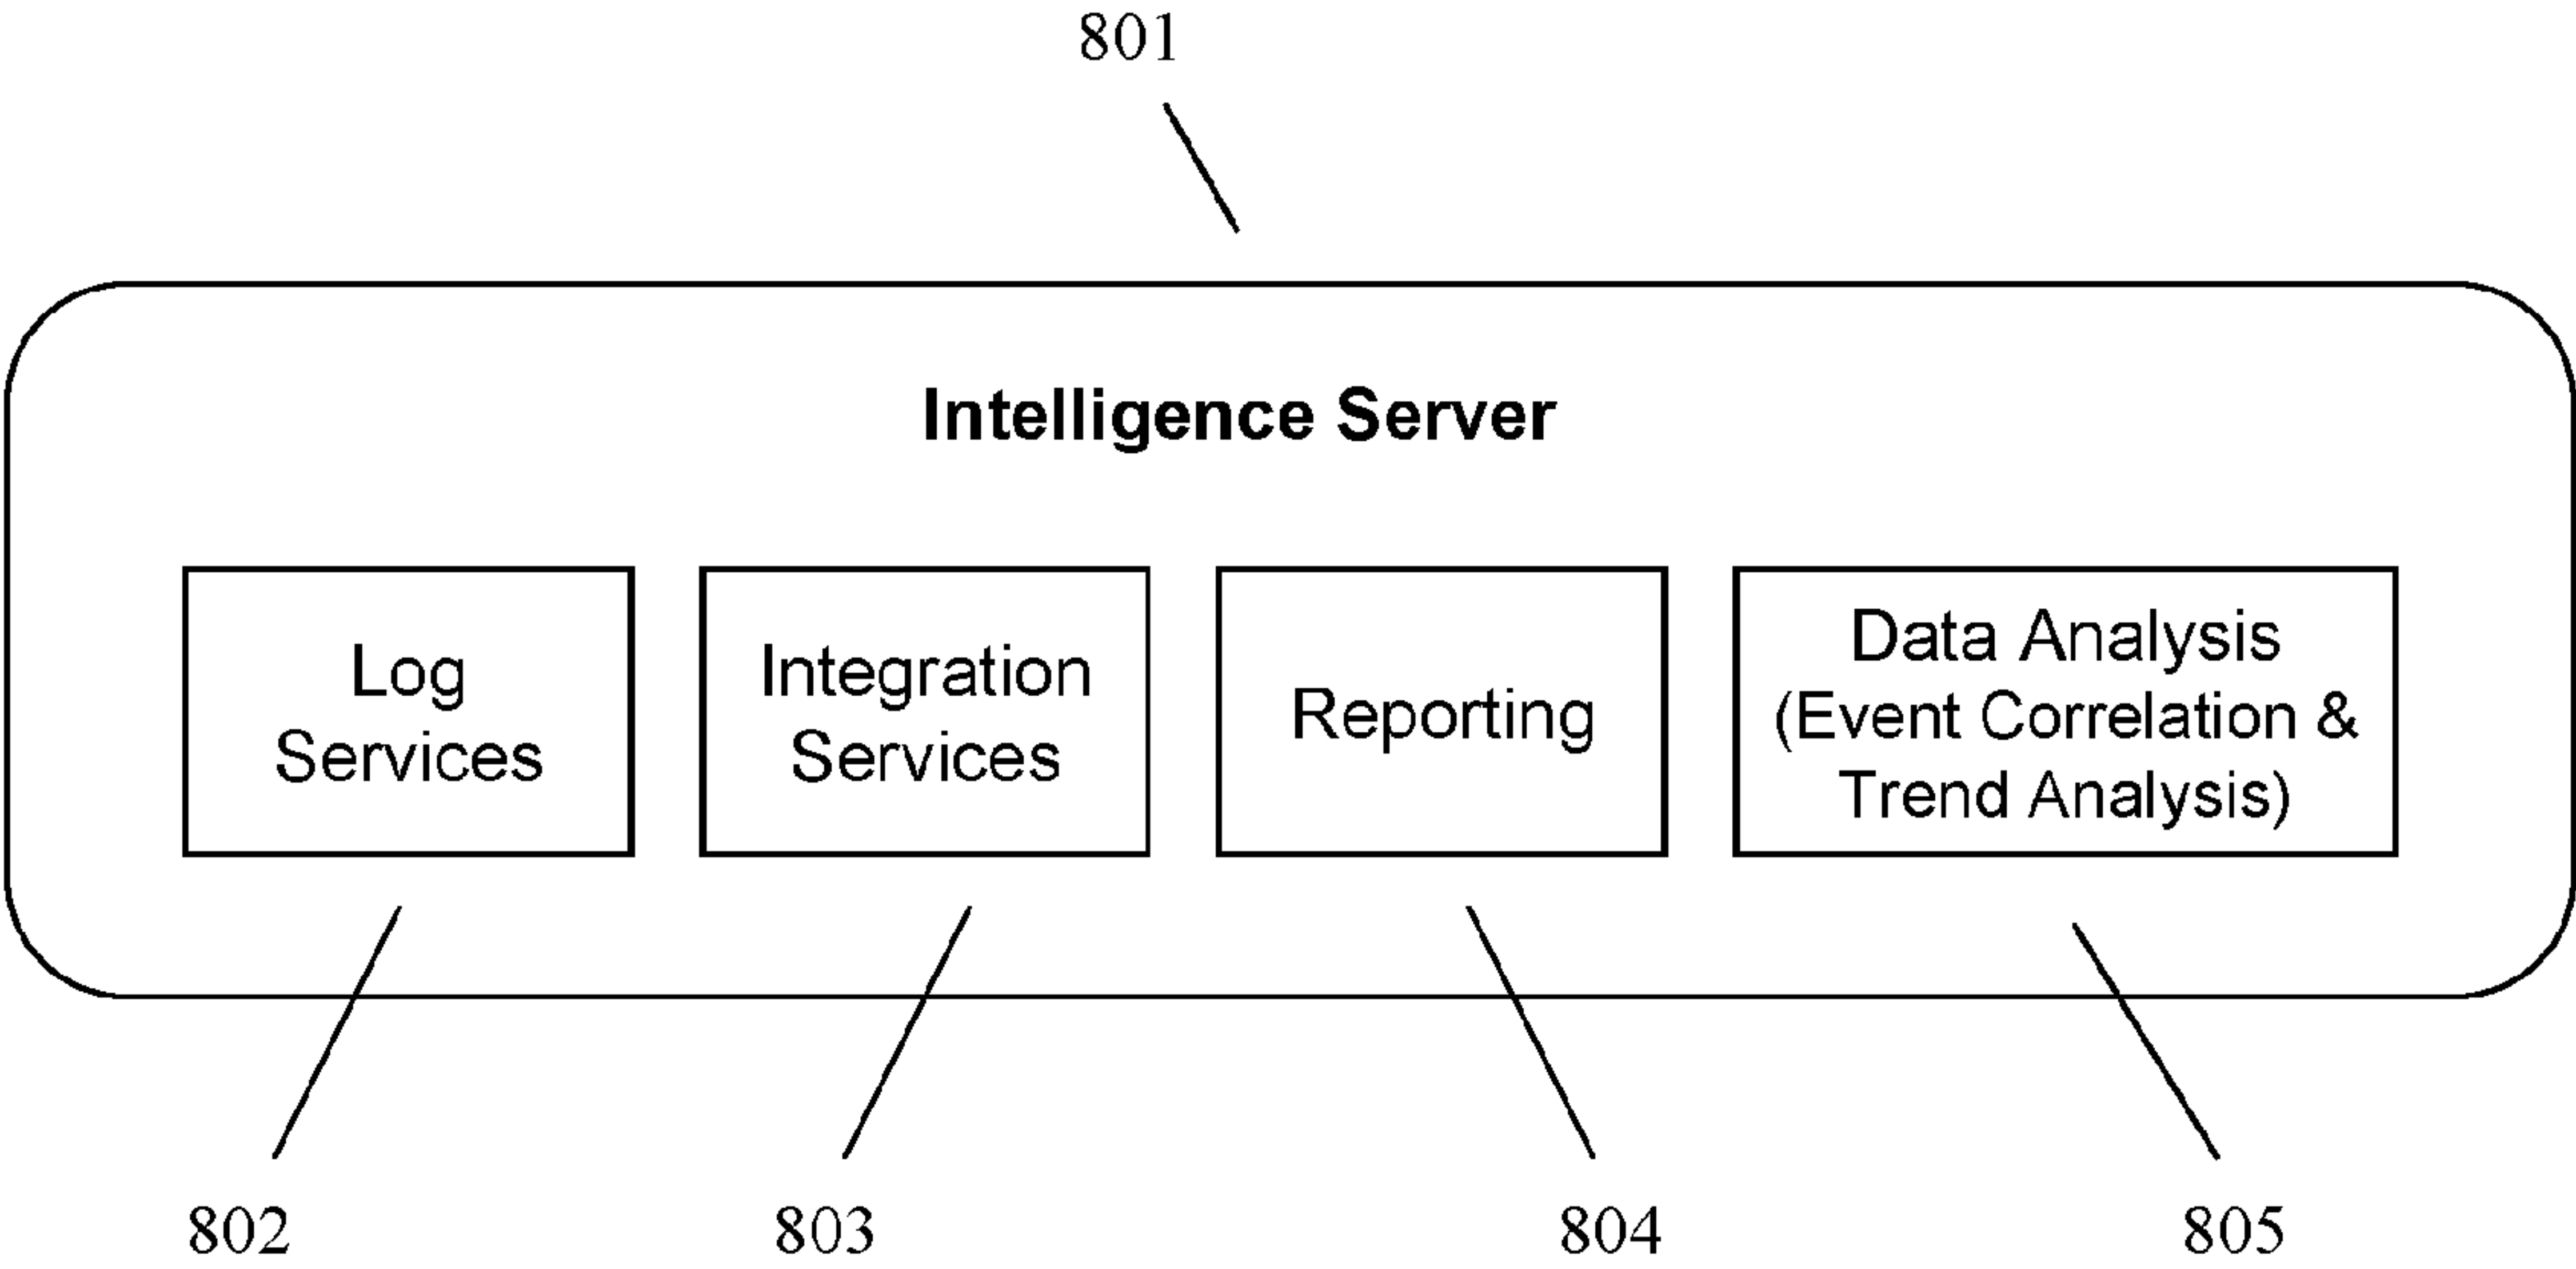 801
Intelligence Server
Log
Services
Integration
Services
Reporting
Data Analysis
(Event Correlation &
Trend Analysis)
802
803
804
805